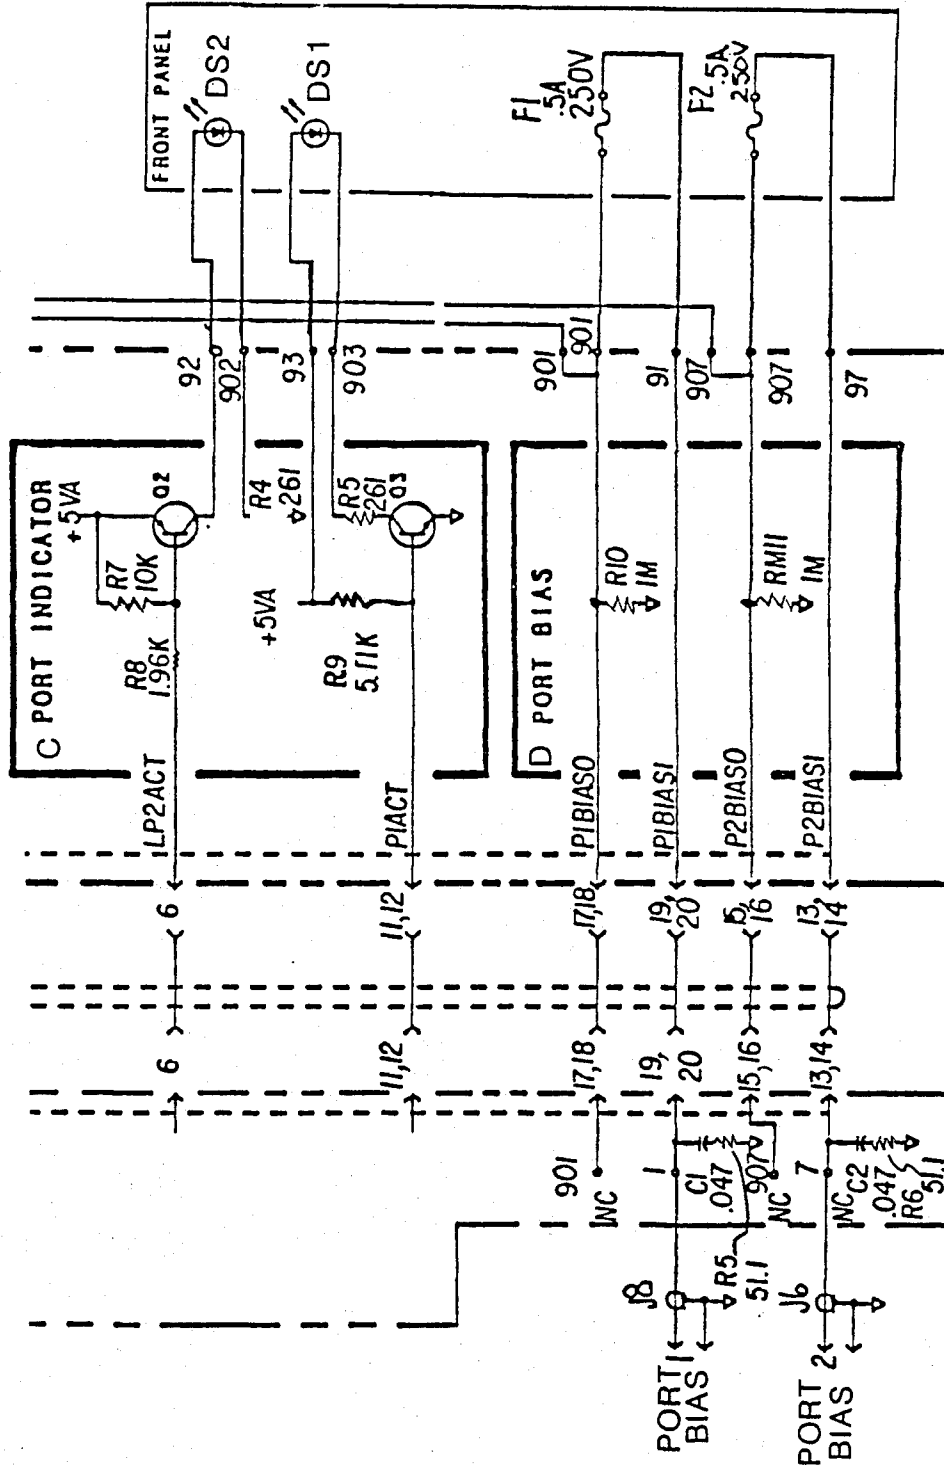 FRONT PANEL
DS2
DS1
F1
.5A
250V
F2
.5A
250V
92
902
93
903
901
901
91
907
907
97
C PORT INDICATOR
+5VA
Q2
R7
10K
R8
1.96K
R4
261
+5VA
R5
261
Q3
R9
5.11K
D PORT BIAS
R10
1M
RM11
1M
LP2ACT
P1ACT
P1BIAS0
P1BIAS1
P2BIAS0
P2BIAS1
6
11,12
17,18
19,
20
15,
16
13,
14
6
11,12
17,18
19,
20
15,16
13,14
901
NC
1
C1
.047
907
NC
7
NC
C2
.047
R6
51.1
J8
R5
51.1
J6
PORT 1
BIAS
PORT 2
BIAS